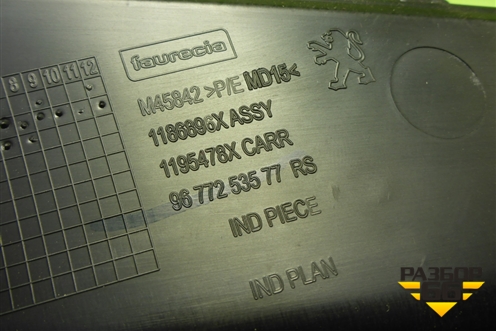 faurecia
8 9 10 11 12
M45842 >P/E MD15<
1166896X ASSY
1195478X CARR
96 772 535 77 RS
IND PIECE
IND PLAN
РАЗБОР